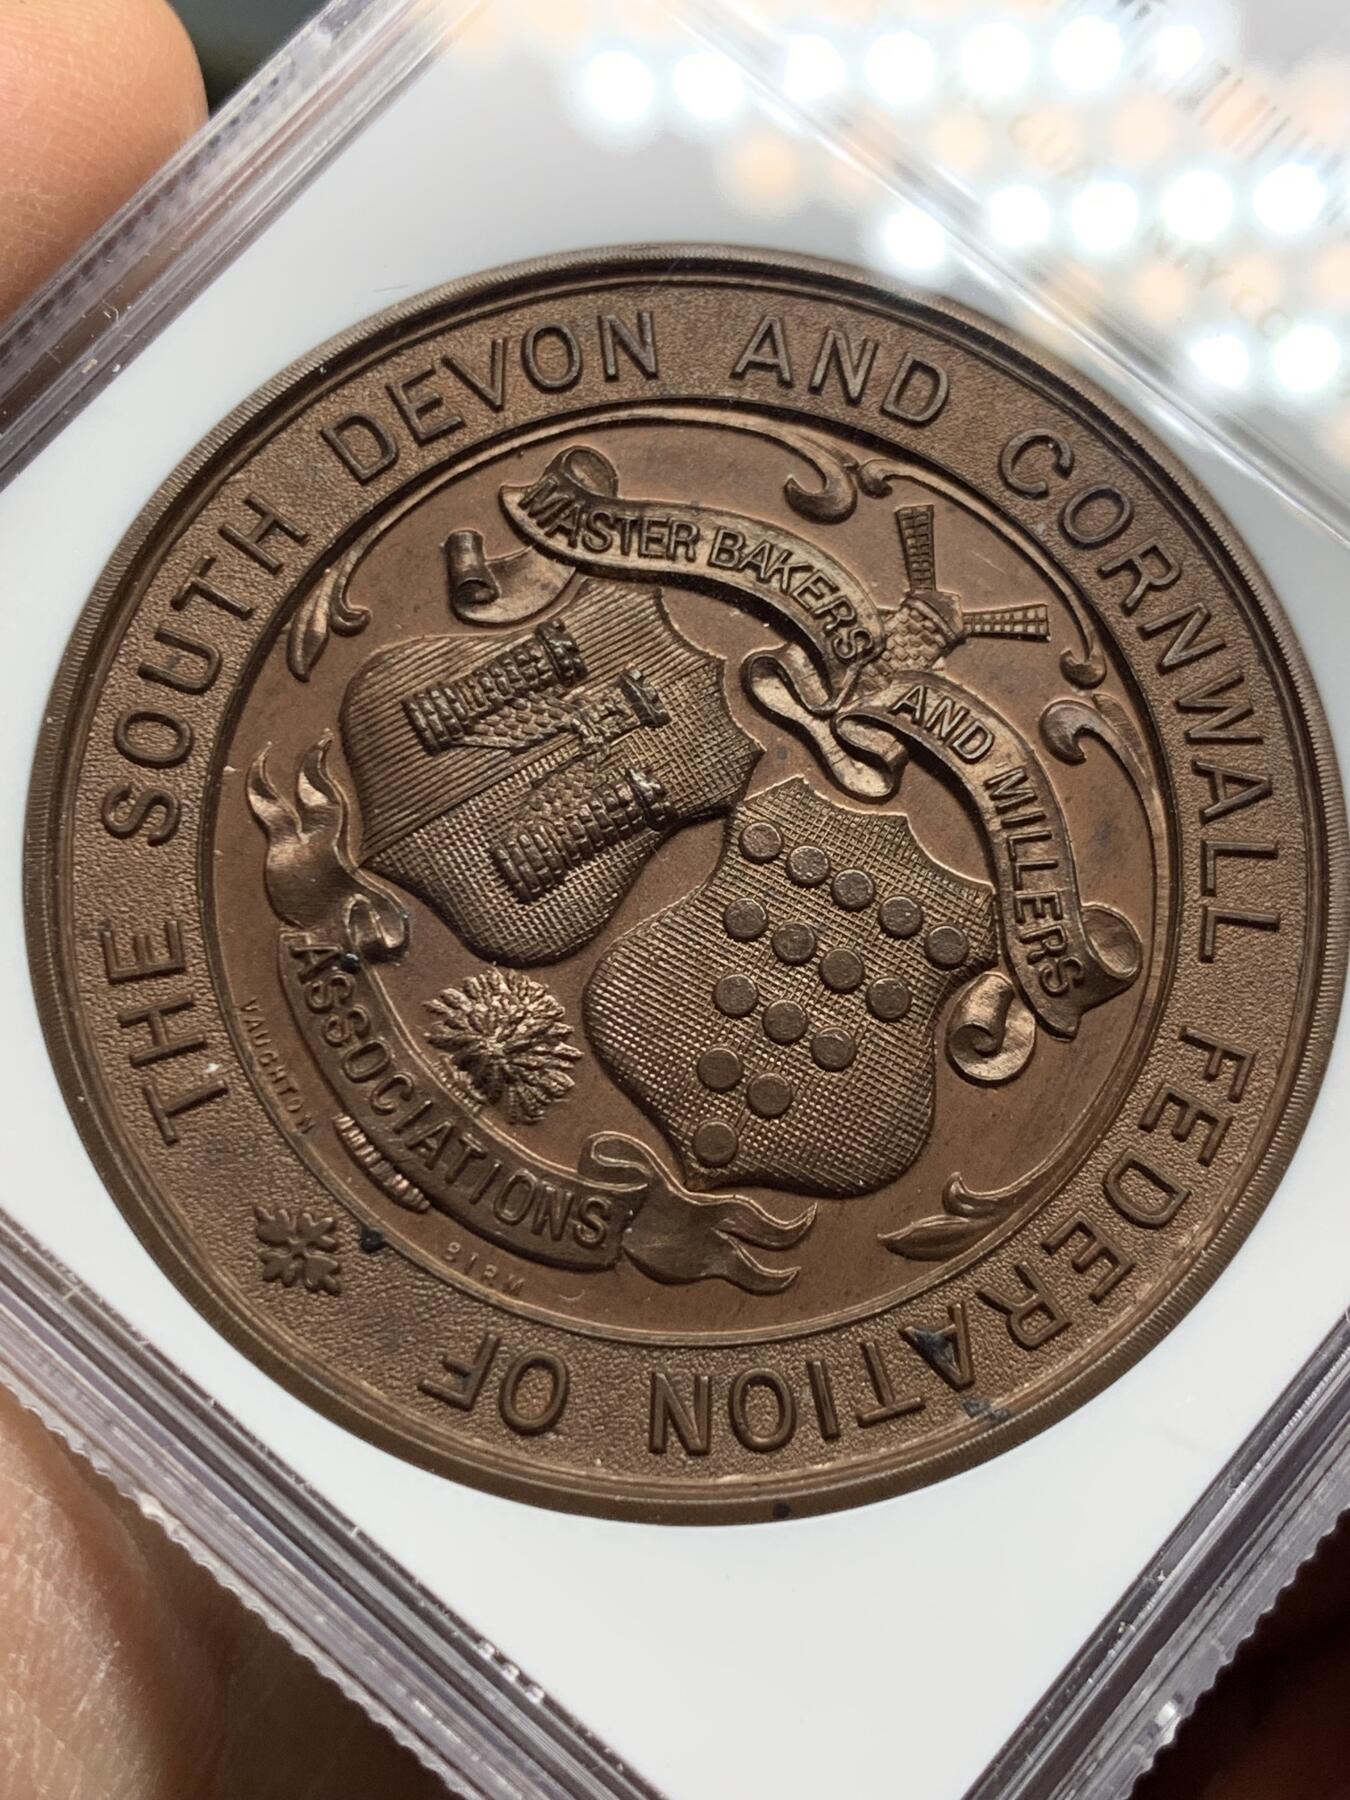 THE SOUTH DEVON AND CORNWALL FEDERATION OF
MASTER BAKERS
AND MILLERS
ASSOCIATIONS
VAUGHTON
BIRM